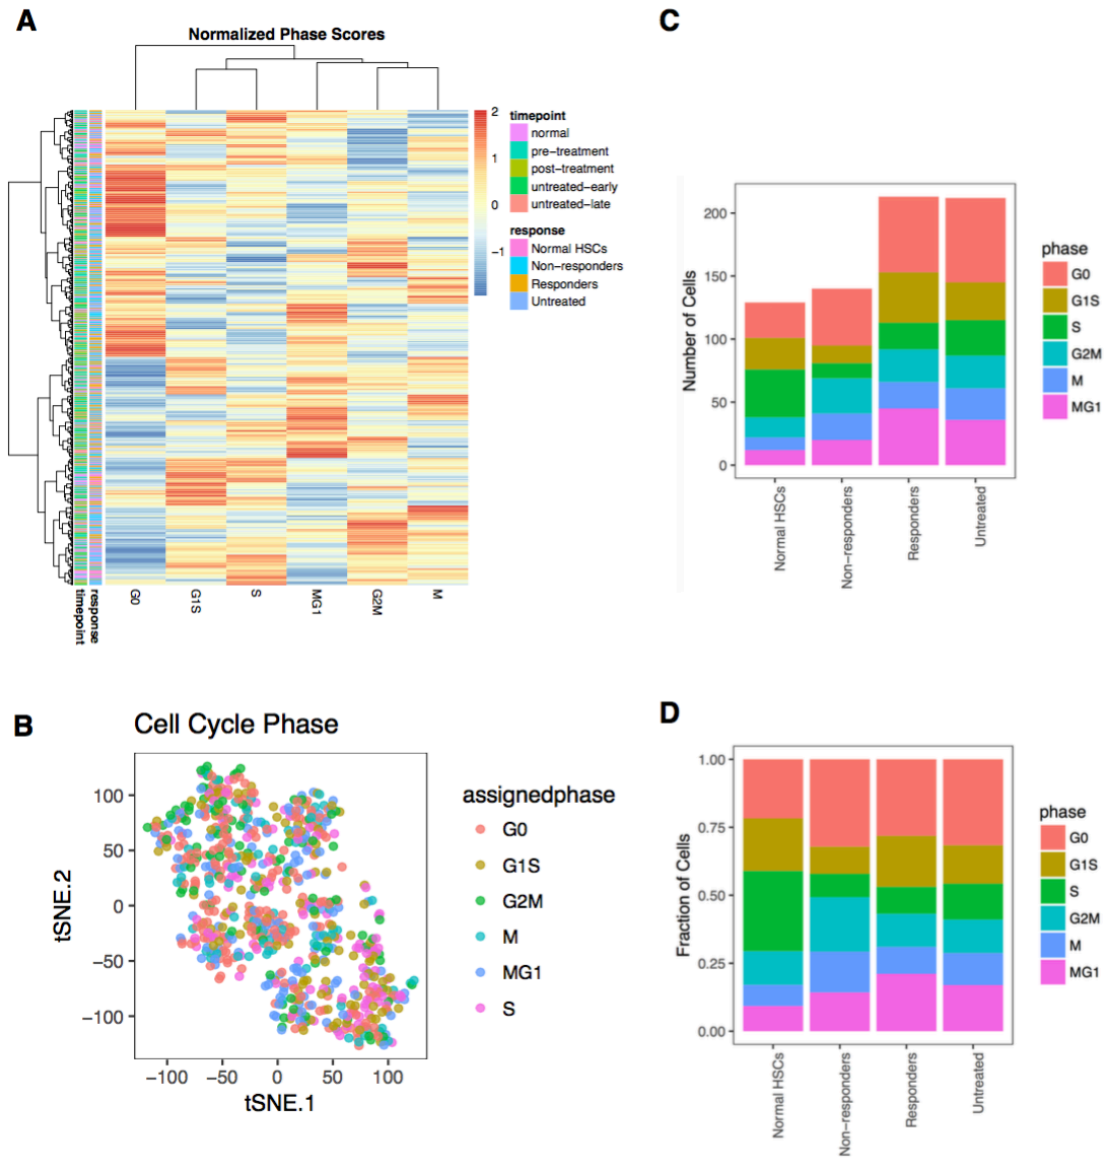 A
Normalized Phase Scores
2
1
0
−1
timepoint
normal
pre−treatment
post−treatment
untreated−early
untreated−late
response
Normal HSCs
Non−responders
Responders
Untreated
timepoint
response
G0
G1S
S
MG1
G2M
M
C
Number of Cells
200
150
100
50
0
Normal HSCs
Non−responders
Responders
Untreated
phase
G0
G1S
S
G2M
M
MG1
B
Cell Cycle Phase
tSNE.2
100
50
0
−50
−100
−100
−50
0
50
100
tSNE.1
assignedphase
G0
G1S
G2M
M
MG1
S
D
Fraction of Cells
1.00
0.75
0.50
0.25
0.00
Normal HSCs
Non−responders
Responders
Untreated
phase
G0
G1S
S
G2M
M
MG1